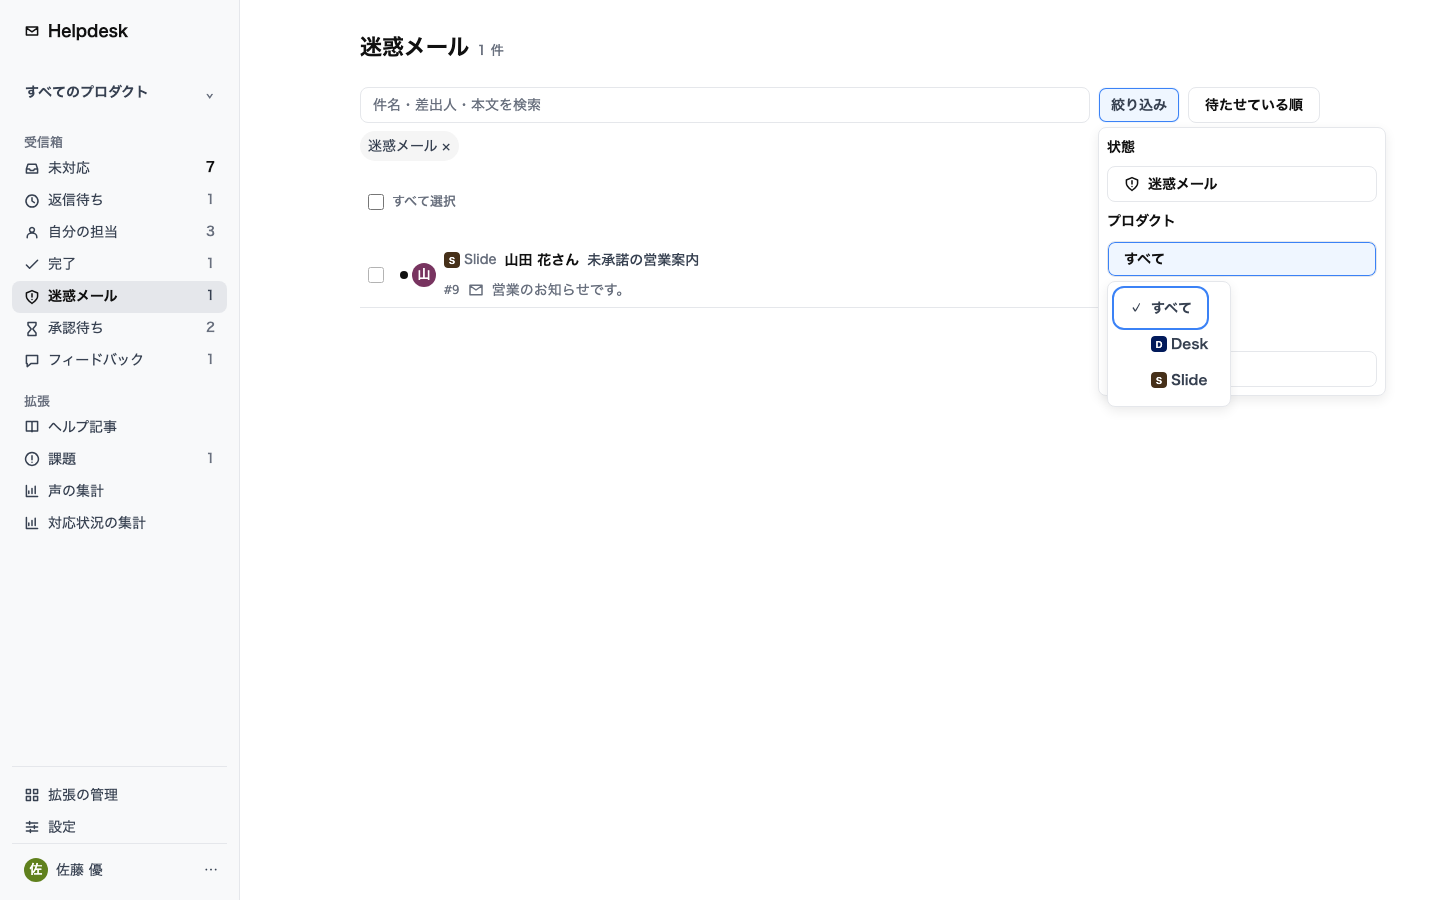 Helpdesk
すべてのプロダクト
受信箱
未対応 7
返信待ち 1
自分の担当 3
完了 1
迷惑メール 1
承認待ち 2
フィードバック 1
拡張
ヘルプ記事
課題 1
声の集計
対応状況の集計
拡張の管理
設定
佐 佐藤 優 …
迷惑メール 1 件
件名・差出人・本文を検索
絞り込み
待たせている順
迷惑メール ×
すべて選択
山 S Slide 山田 花さん 未承諾の営業案内
#9 営業のお知らせです。
状態
迷惑メール
プロダクト
すべて
✓ すべて
D Desk
S Slide